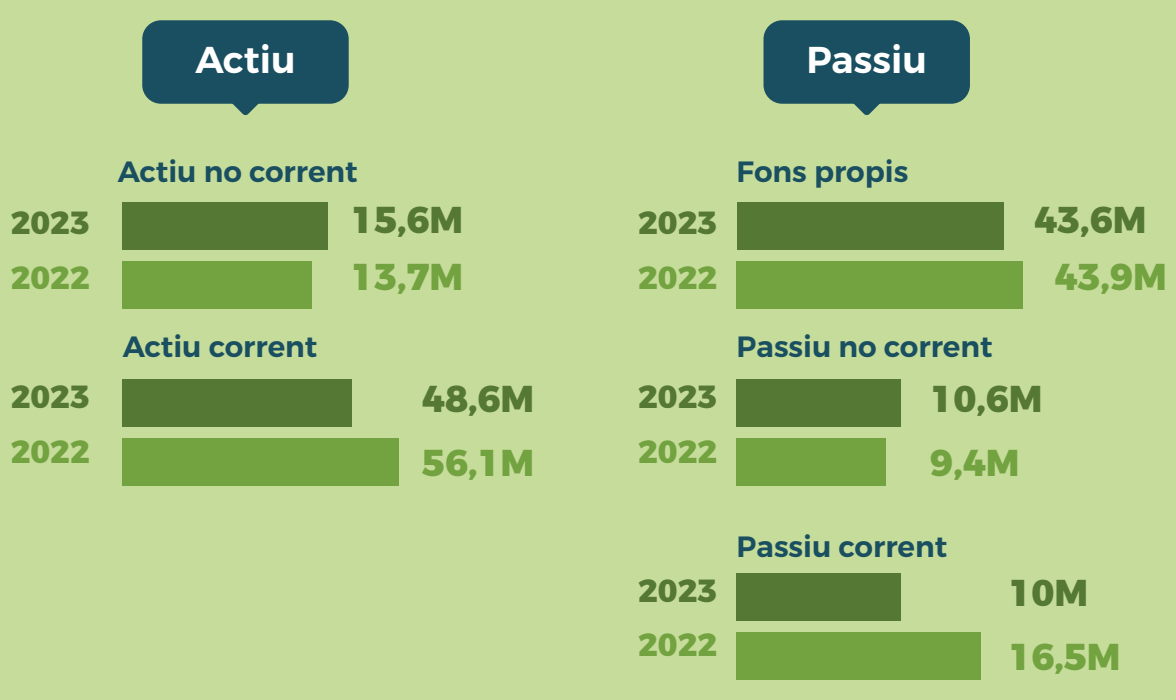 Actiu
Actiu no corrent
2023 15,6M
2022 13,7M
Actiu corrent
2023 48,6M
2022 56,1M
Passiu
Fons propis
2023 43,6M
2022 43,9M
Passiu no corrent
2023 10,6M
2022 9,4M
Passiu corrent
2023 10M
2022 16,5M